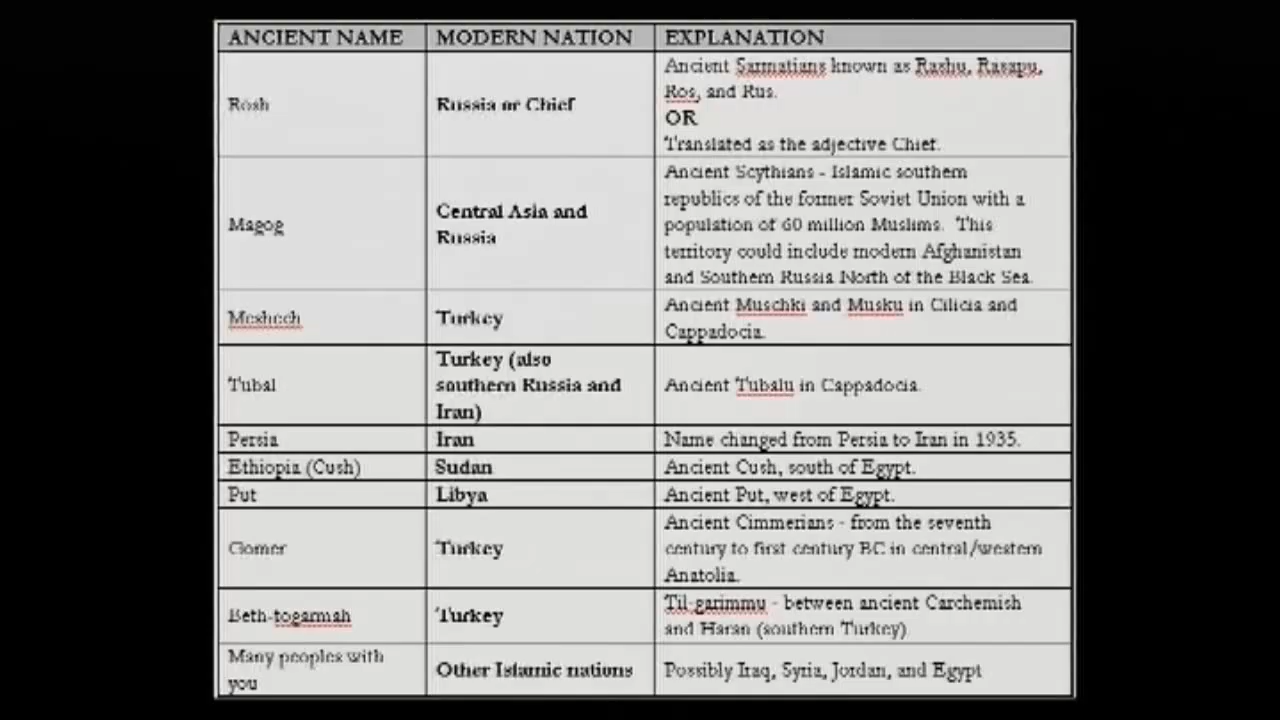 ANCIENT NAME MODERN NATION EXPLANATION
Rosh
Russia or Chief
Ancient Sarmatians known as Rashu, Rasapu,
Ros, and Rus.
OR
Translated as the adjective Chief.
Magog
Central Asia and
Russia
Ancient Scythians - Islamic southern
republics of the former Soviet Union with a
population of 60 million Muslims. This
territory could include modern Afghanistan
and Southern Russia North of the Black Sea.
Meshech
Turkey
Ancient Muschki and Musku in Cilicia and
Cappadocia.
Tubal
Turkey (also
southern Russia and
Iran)
Ancient Tubalu in Cappadocia.
Persia
Iran
Name changed from Persia to Iran in 1935.
Ethiopia (Cush)
Sudan
Ancient Cush, south of Egypt.
Put
Libya
Ancient Put, west of Egypt.
Gomer
Turkey
Ancient Cimmerians - from the seventh
century to first century BC in central/western
Anatolia.
Beth-togarmah
Turkey
Til-garimmu - between ancient Carchemish
and Haran (southern Turkey)
Many peoples with
you
Other Islamic nations
Possibly Iraq, Syria, Jordan, and Egypt